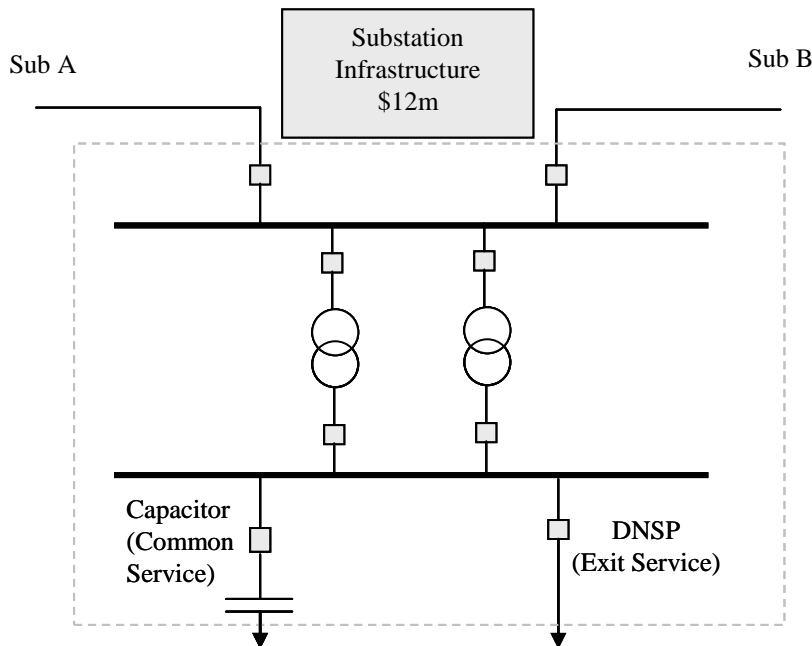 Substation
Infrastructure
$12m
Sub A
Sub B
Capacitor
(Common
Service)
DNSP
(Exit Service)